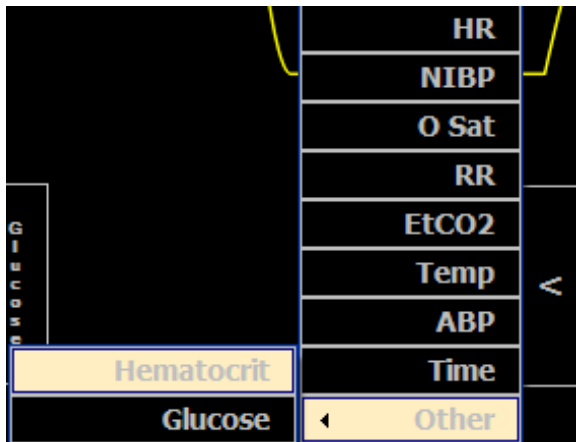 HR
NIBP
O Sat
RR
EtCO2
Temp
<
ABP
Time
Other
Glucose
Hematocrit
Glucose